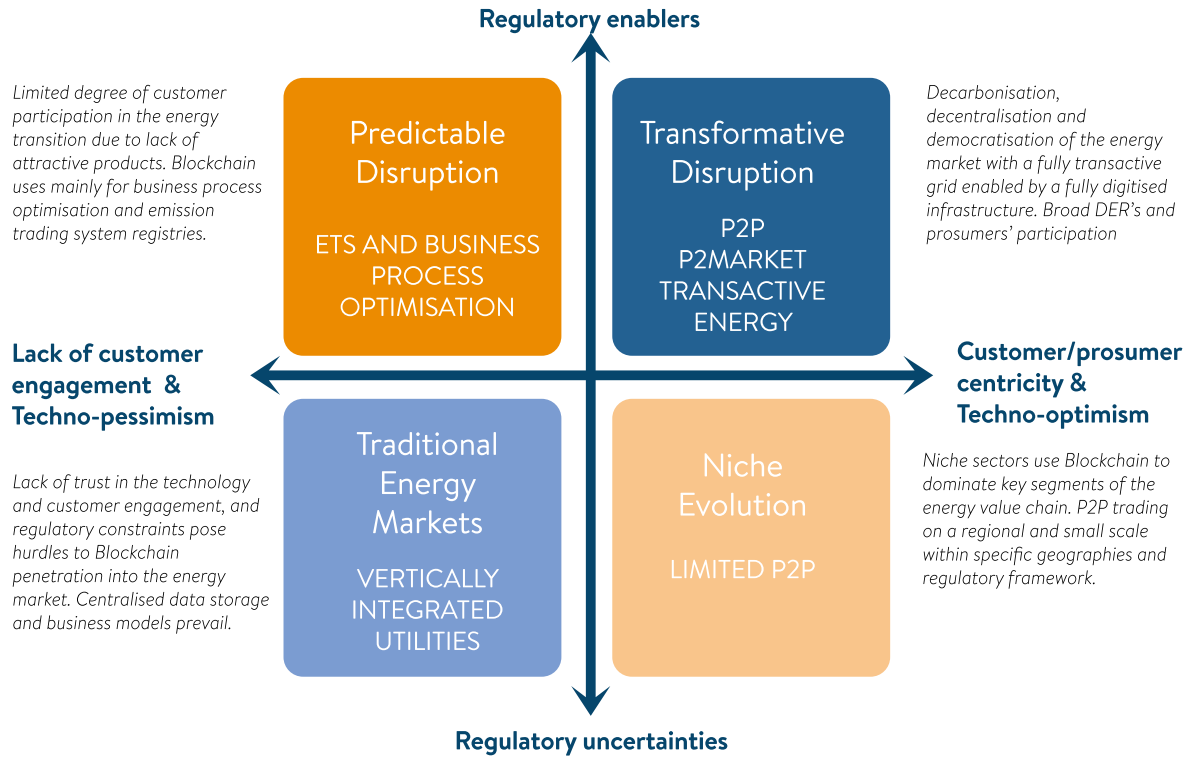 Regulatory enablers
Limited degree of customer
participation in the energy
transition due to lack of
attractive products. Blockchain
uses mainly for business process
optimisation and emission
trading system registries.
Predictable
Disruption
ETS AND BUSINESS
PROCESS
OPTIMISATION
Transformative
Disruption
P2P
P2MARKET
TRANSACTIVE
ENERGY
Decarbonisation,
decentralisation and
democratisation of the energy
market with a fully transactive
grid enabled by a fully digitised
infrastructure. Broad DER's and
prosumers' participation
Lack of customer
engagement &
Techno-pessimism
Customer/prosumer
centricity &
Techno-optimism
Lack of trust in the technology
and customer engagement, and
regulatory constraints pose
hurdles to Blockchain
penetration into the energy
market. Centralised data storage
and business models prevail.
Traditional
Energy
Markets
VERTICALLY
INTEGRATED
UTILITIES
Niche
Evolution
LIMITED P2P
Niche sectors use Blockchain to
dominate key segments of the
energy value chain. P2P trading
on a regional and small scale
within specific geographies and
regulatory framework.
Regulatory uncertainties